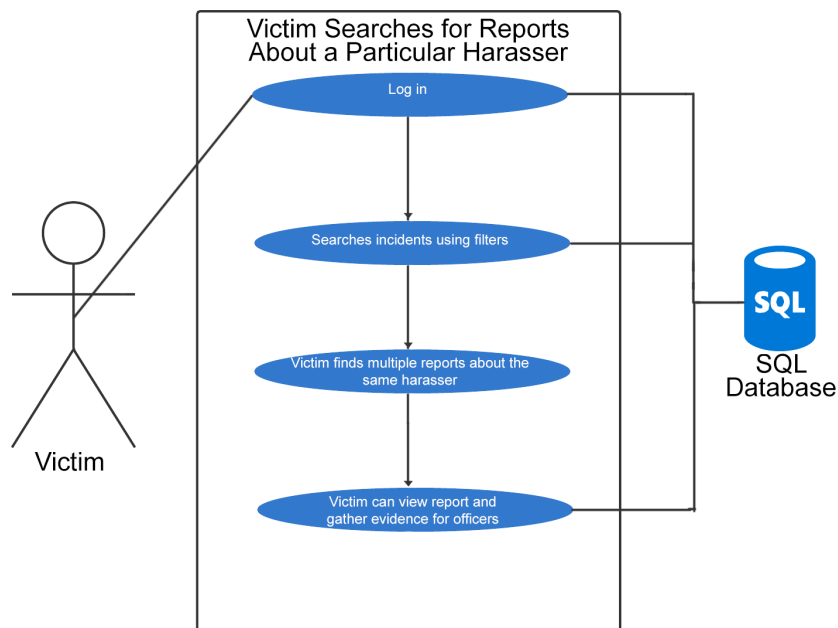 Victim Searches for Reports
About a Particular Harasser
Log in
Searches incidents using filters
Victim finds multiple reports about the
same harasser
Victim can view report and
gather evidence for officers
Victim
SQL
SQL
Database